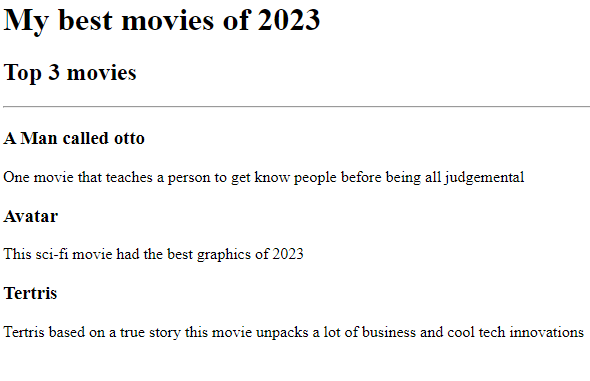 My best movies of 2023
Top 3 movies
A Man called otto
One movie that teaches a person to get know people before being all judgemental
Avatar
This sci-fi movie had the best graphics of 2023
Tertris
Tertris based on a true story this movie unpacks a lot of business and cool tech innovations